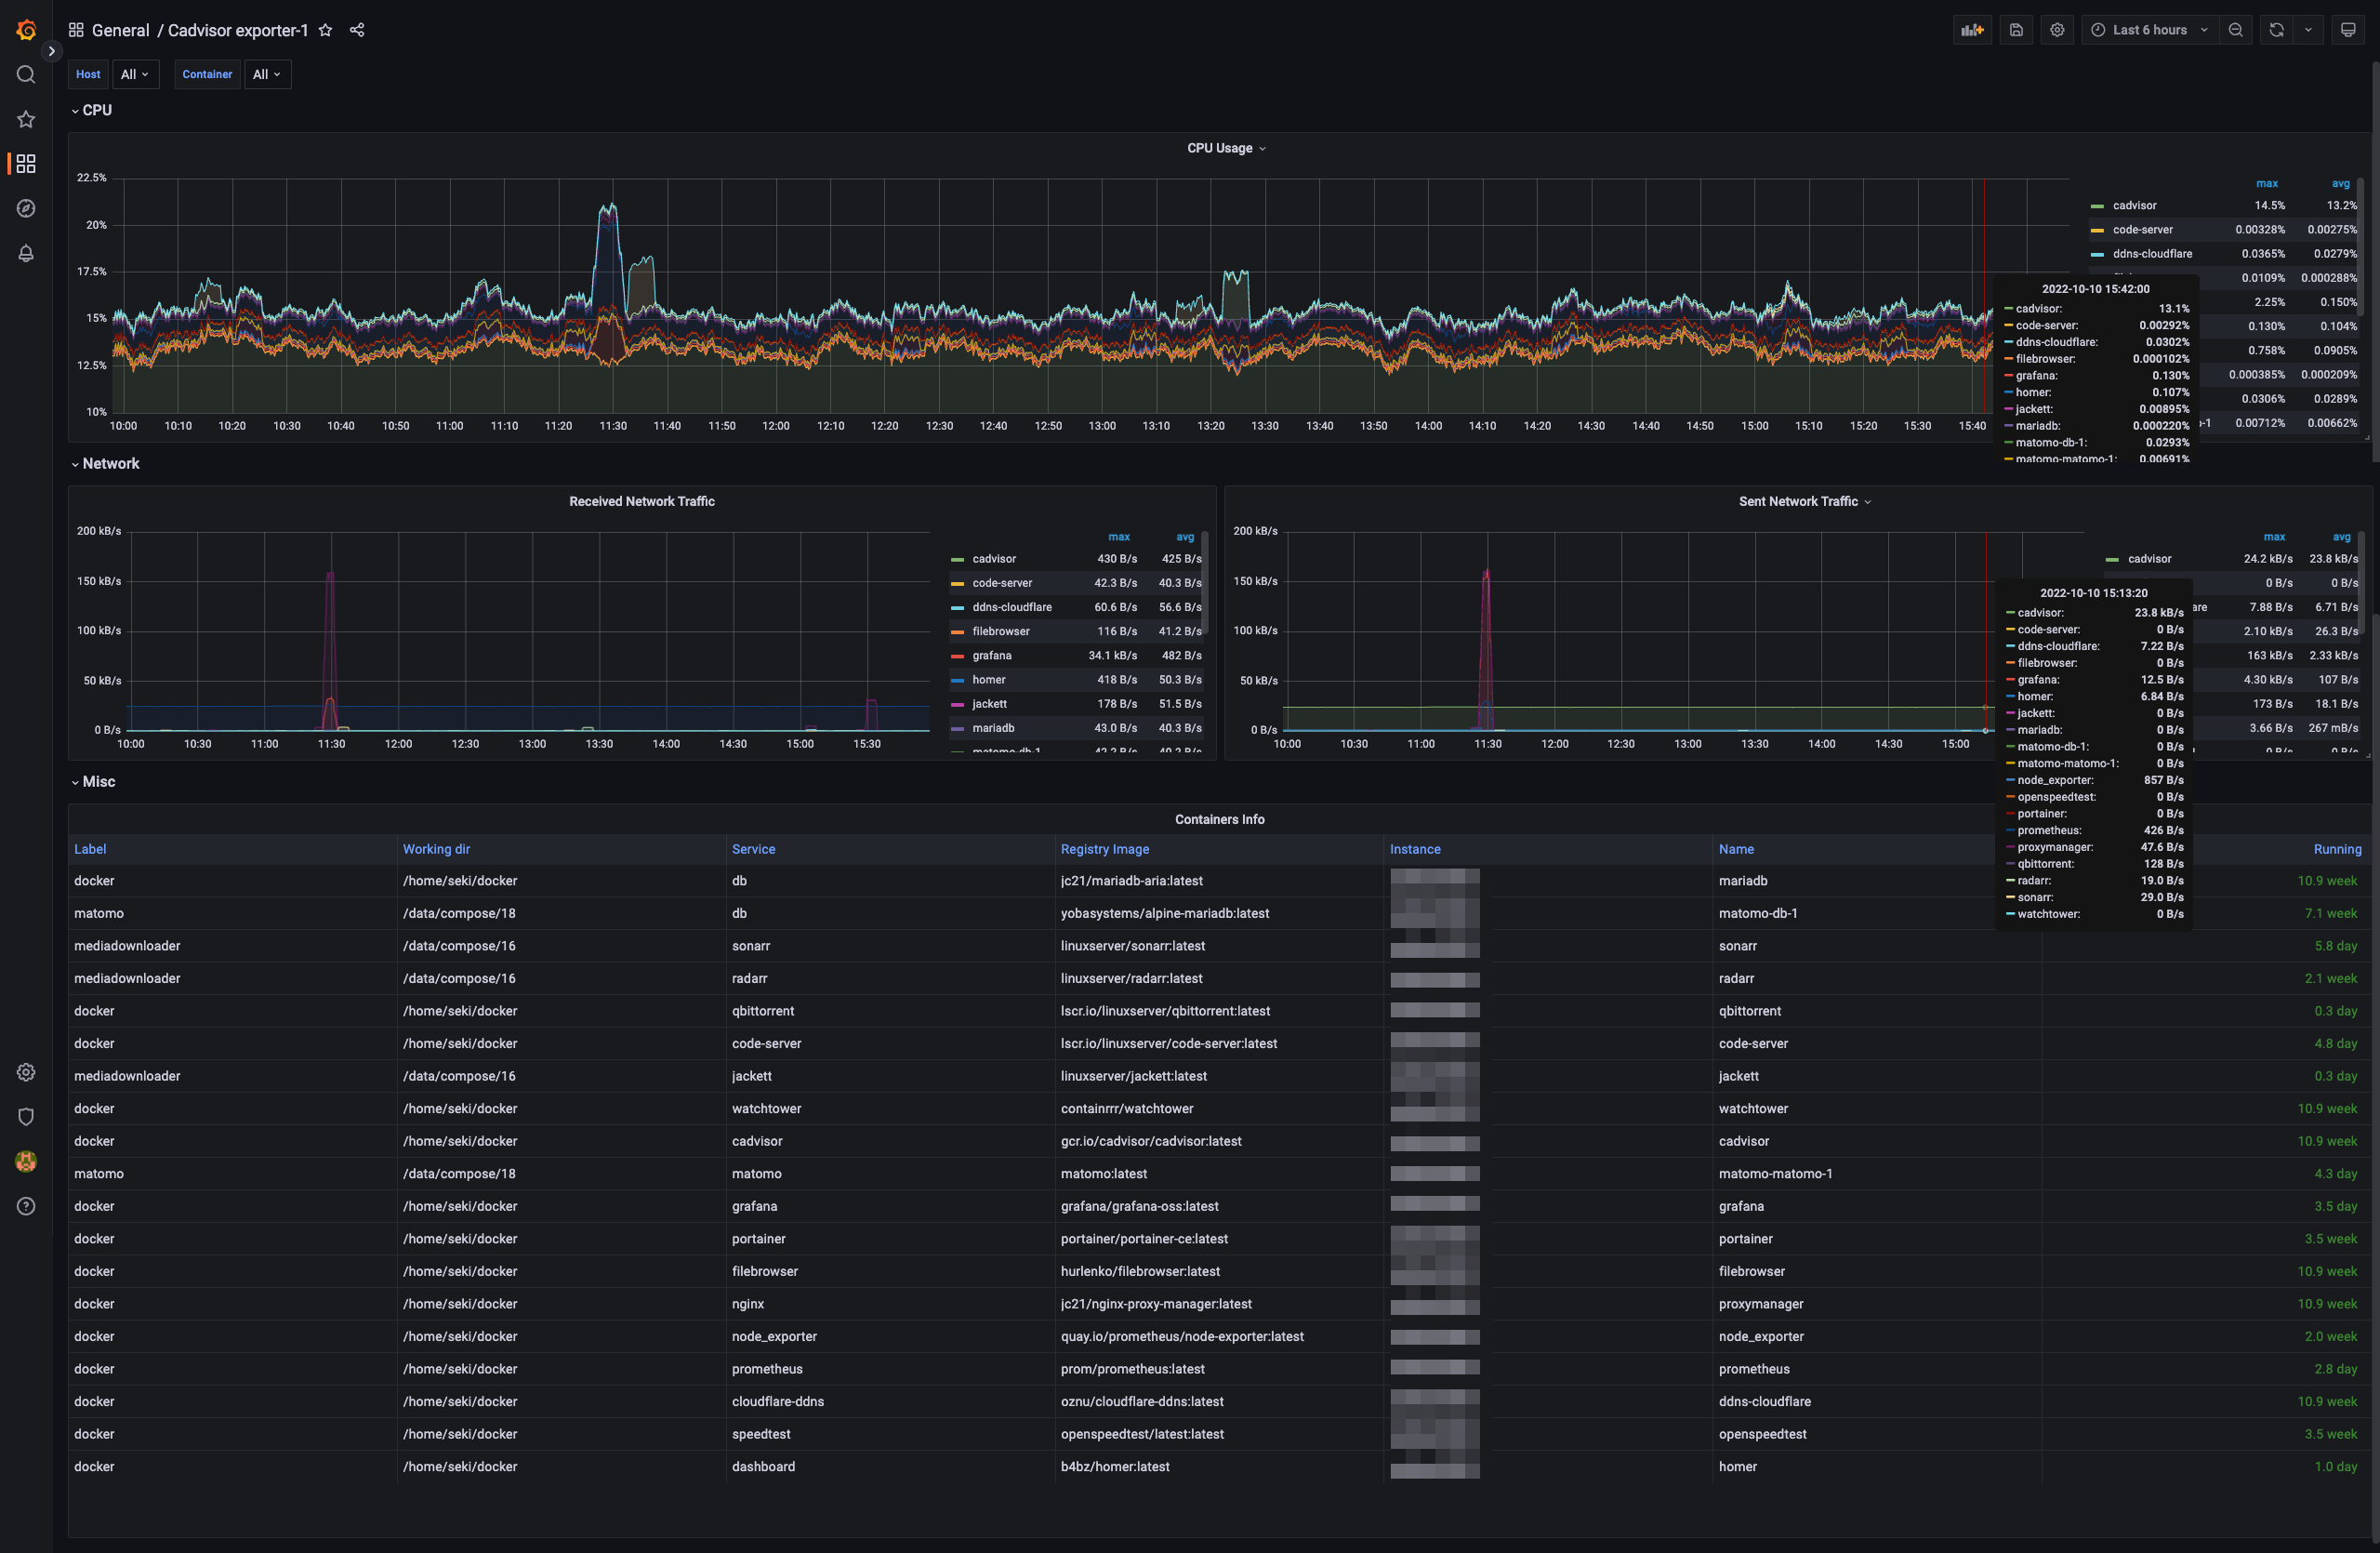 General / Cadvisor exporter-1
Last 6 hours
Host All Container All
CPU
CPU Usage
22.5%
20%
17.5%
15%
12.5%
10%
10:00 10:10 10:20 10:30 10:40 10:50 11:00 11:10 11:20 11:30 11:40 11:50 12:00 12:10 12:20 12:30 12:40 12:50 13:00 13:10 13:20 13:30 13:40 13:50 14:00 14:10 14:20 14:30 14:40 14:50 15:00 15:10 15:20 15:30 15:40
max avg
cadvisor 14.5% 13.2%
code-server 0.00328% 0.00275%
ddns-cloudflare 0.0365% 0.0279%
0.0109% 0.000288%
2.25% 0.150%
0.130% 0.104%
0.758% 0.0905%
0.000385% 0.000209%
0.0306% 0.0289%
-1 0.00712% 0.00662%
2022-10-10 15:42:00
cadvisor: 13.1%
code-server: 0.00292%
ddns-cloudflare: 0.0302%
filebrowser: 0.000102%
grafana: 0.130%
homer: 0.107%
jackett: 0.00895%
mariadb: 0.000220%
matomo-db-1: 0.0293%
matomo-matomo-1: 0.00691%
Network
Received Network Traffic
200 kB/s
150 kB/s
100 kB/s
50 kB/s
0 B/s
10:00 10:30 11:00 11:30 12:00 12:30 13:00 13:30 14:00 14:30 15:00 15:30
max avg
cadvisor 430 B/s 425 B/s
code-server 42.3 B/s 40.3 B/s
ddns-cloudflare 60.6 B/s 56.6 B/s
filebrowser 116 B/s 41.2 B/s
grafana 34.1 kB/s 482 B/s
homer 418 B/s 50.3 B/s
jackett 178 B/s 51.5 B/s
mariadb 43.0 B/s 40.3 B/s
matomo-db-1 42.2 B/s 40.2 B/s
Sent Network Traffic
200 kB/s
150 kB/s
100 kB/s
50 kB/s
0 B/s
10:00 10:30 11:00 11:30 12:00 12:30 13:00 13:30 14:00 14:30 15:00
max avg
cadvisor 24.2 kB/s 23.8 kB/s
0 B/s 0 B/s
are 7.88 B/s 6.71 B/s
2.10 kB/s 26.3 B/s
163 kB/s 2.33 kB/s
4.30 kB/s 107 B/s
173 B/s 18.1 B/s
3.66 B/s 267 mB/s
0 B/s 0 B/s
2022-10-10 15:13:20
cadvisor: 23.8 kB/s
code-server: 0 B/s
ddns-cloudflare: 7.22 B/s
filebrowser: 0 B/s
grafana: 12.5 B/s
homer: 6.84 B/s
jackett: 0 B/s
mariadb: 0 B/s
matomo-db-1: 0 B/s
matomo-matomo-1: 0 B/s
node_exporter: 857 B/s
openspeedtest: 0 B/s
portainer: 0 B/s
prometheus: 426 B/s
proxymanager: 47.6 B/s
qbittorrent: 128 B/s
radarr: 19.0 B/s
sonarr: 29.0 B/s
watchtower: 0 B/s
Misc
Containers Info
Label Working dir Service Registry Image Instance Name Running
docker /home/seki/docker db jc21/mariadb-aria:latest mariadb 10.9 week
matomo /data/compose/18 db yobasystems/alpine-mariadb:latest matomo-db-1 7.1 week
mediadownloader /data/compose/16 sonarr linuxserver/sonarr:latest sonarr 5.8 day
mediadownloader /data/compose/16 radarr linuxserver/radarr:latest radarr 2.1 week
docker /home/seki/docker qbittorrent lscr.io/linuxserver/qbittorrent:latest qbittorrent 0.3 day
docker /home/seki/docker code-server lscr.io/linuxserver/code-server:latest code-server 4.8 day
mediadownloader /data/compose/16 jackett linuxserver/jackett:latest jackett 0.3 day
docker /home/seki/docker watchtower containrrr/watchtower watchtower 10.9 week
docker /home/seki/docker cadvisor gcr.io/cadvisor/cadvisor:latest cadvisor 10.9 week
matomo /data/compose/18 matomo matomo:latest matomo-matomo-1 4.3 day
docker /home/seki/docker grafana grafana/grafana-oss:latest grafana 3.5 day
docker /home/seki/docker portainer portainer/portainer-ce:latest portainer 3.5 week
docker /home/seki/docker filebrowser hurlenko/filebrowser:latest filebrowser 10.9 week
docker /home/seki/docker nginx jc21/nginx-proxy-manager:latest proxymanager 10.9 week
docker /home/seki/docker node_exporter quay.io/prometheus/node-exporter:latest node_exporter 2.0 week
docker /home/seki/docker prometheus prom/prometheus:latest prometheus 2.8 day
docker /home/seki/docker cloudflare-ddns oznu/cloudflare-ddns:latest ddns-cloudflare 10.9 week
docker /home/seki/docker speedtest openspeedtest/latest:latest openspeedtest 3.5 week
docker /home/seki/docker dashboard b4bz/homer:latest homer 1.0 day